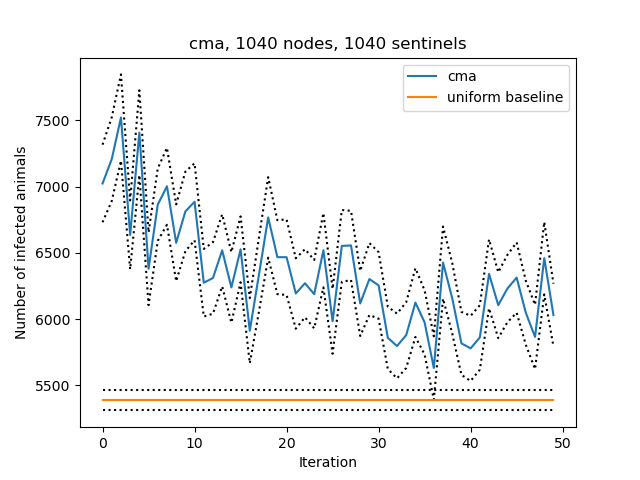 cma, 1040 nodes, 1040 sentinels
cma
uniform baseline
Number of infected animals
7500
7000
6500
6000
5500
0 10 20 30 40 50
Iteration